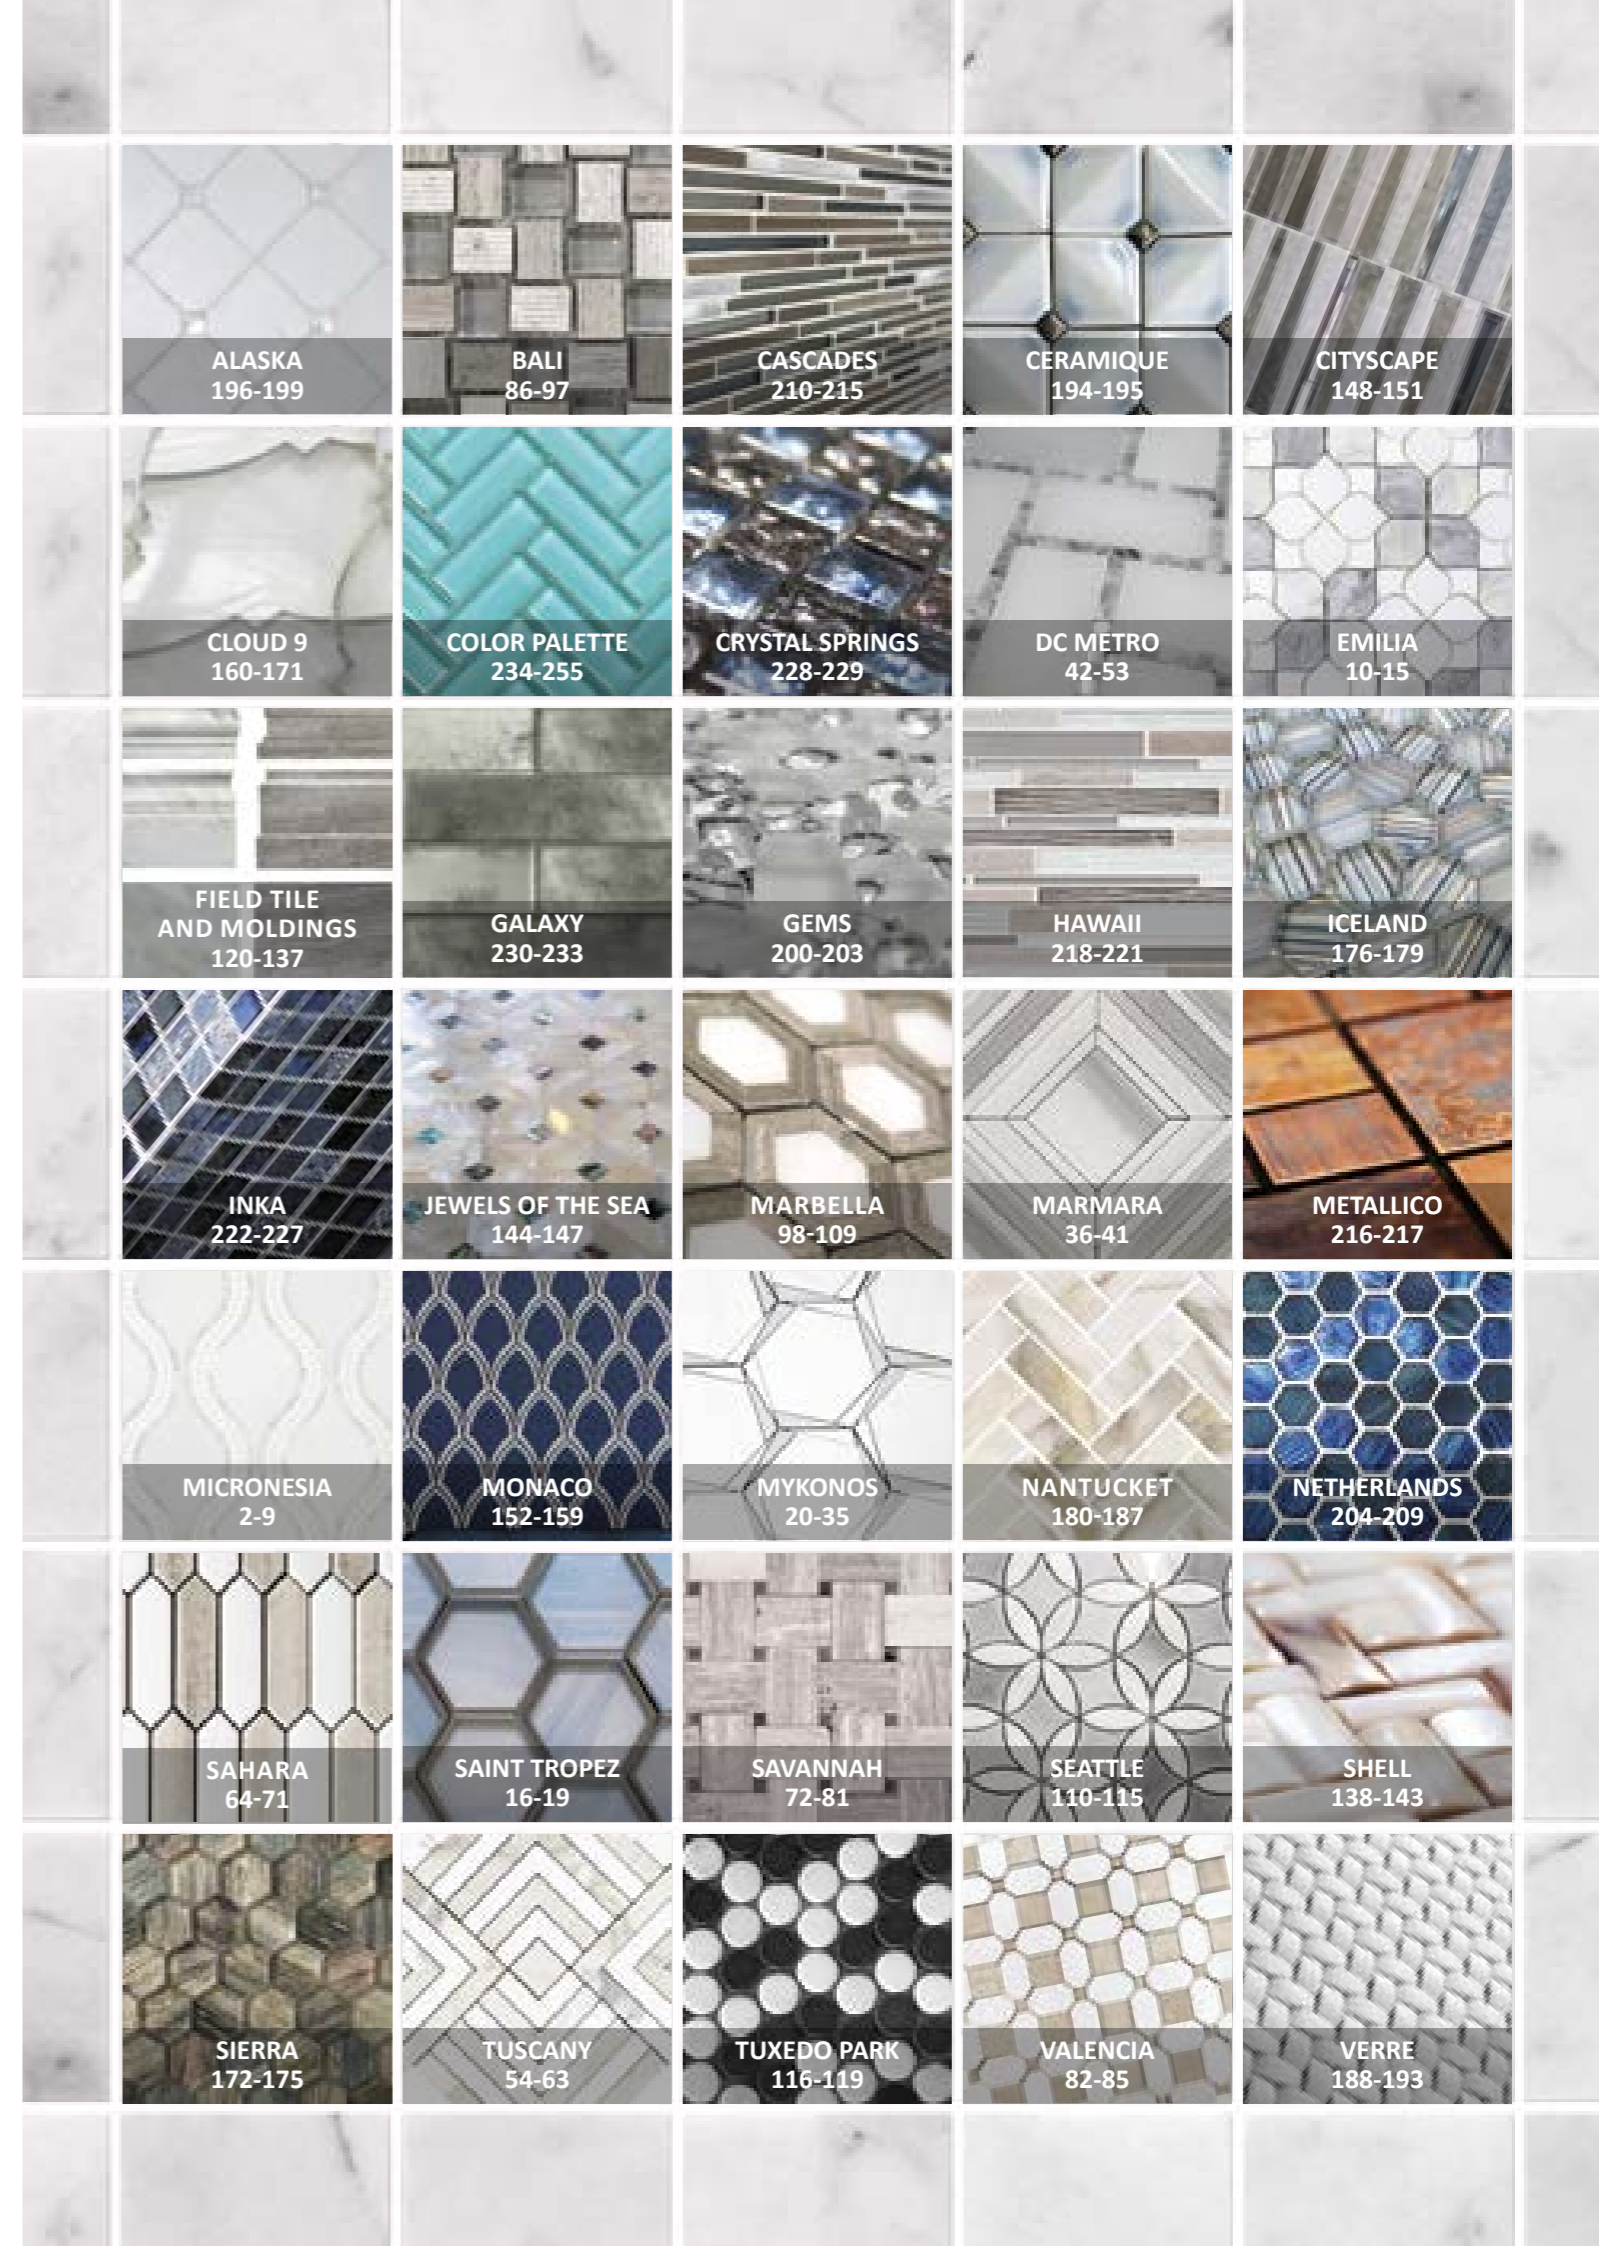 ALASKA
196-199
BALI
86-97
CASCADES
210-215
CERAMIQUE
194-195
CITYSCAPE
148-151
CLOUD 9
160-171
COLOR PALETTE
234-255
CRYSTAL SPRINGS
228-229
DC METRO
42-53
EMILIA
10-15
FIELD TILE
AND MOLDINGS
120-137
GALAXY
230-233
GEMS
200-203
HAWAII
218-221
ICELAND
176-179
INKA
222-227
JEWELS OF THE SEA
144-147
MARBELLA
98-109
MARMARA
36-41
METALLICO
216-217
MICRONESIA
2-9
MONACO
152-159
MYKONOS
20-35
NANTUCKET
180-187
NETHERLANDS
204-209
SAHARA
64-71
SAINT TROPEZ
16-19
SAVANNAH
72-81
SEATTLE
110-115
SHELL
138-143
SIERRA
172-175
TUSCANY
54-63
TUXEDO PARK
116-119
VALENCIA
82-85
VERRE
188-193